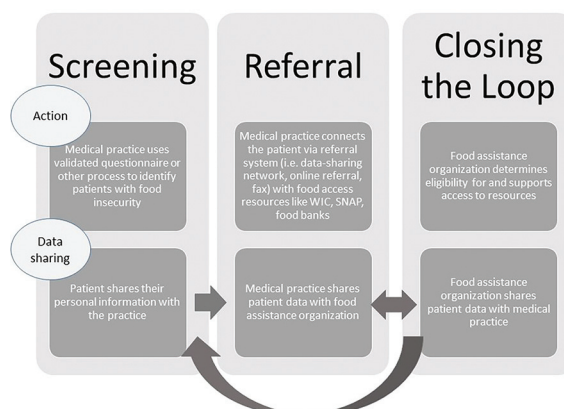 Screening
Action
Medical practice uses
validated questionnaire or
other process to identify
patients with food
insecurity
Data
sharing
Patient shares their
personal information with
the practice
Referral
Medical practice connects
the patient via referral
system (i.e. data-sharing
network, online referral,
fax) with food access
resources like WIC, SNAP,
food banks
Medical practice shares
patient data with food
assistance organization
Closing
the Loop
Food assistance
organization determines
eligibility for and supports
access to resources
Food assistance
organization shares
patient data with medical
practice